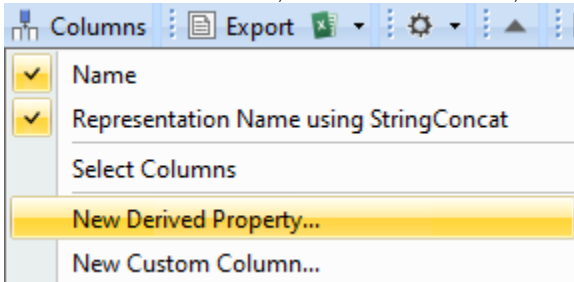 Columns Export
Name
Representation Name using StringConcat
Select Columns
New Derived Property...
New Custom Column...